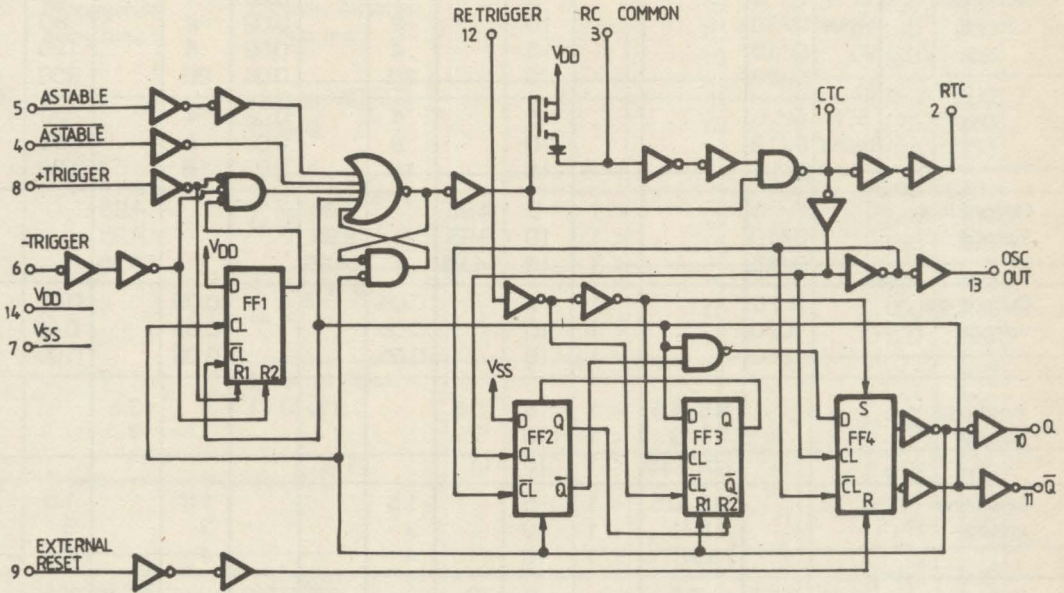 RETRIGGER
12
RC COMMON
3
VDD
5 ASTABLE
4 ASTABLE
8 +TRIGGER
-TRIGGER
6
VDD
14
VSS
7
VDD
D
FF1
CL
CL
R1 R2
CTC
1
RTC
2
OSC
OUT
13
VSS
D Q
FF2
CL
CL Q
D Q
FF3
CL
CL Q
R1 R2
S
D
FF4
CL
CL
R
Q
10
Q
11
EXTERNAL
RESET
9